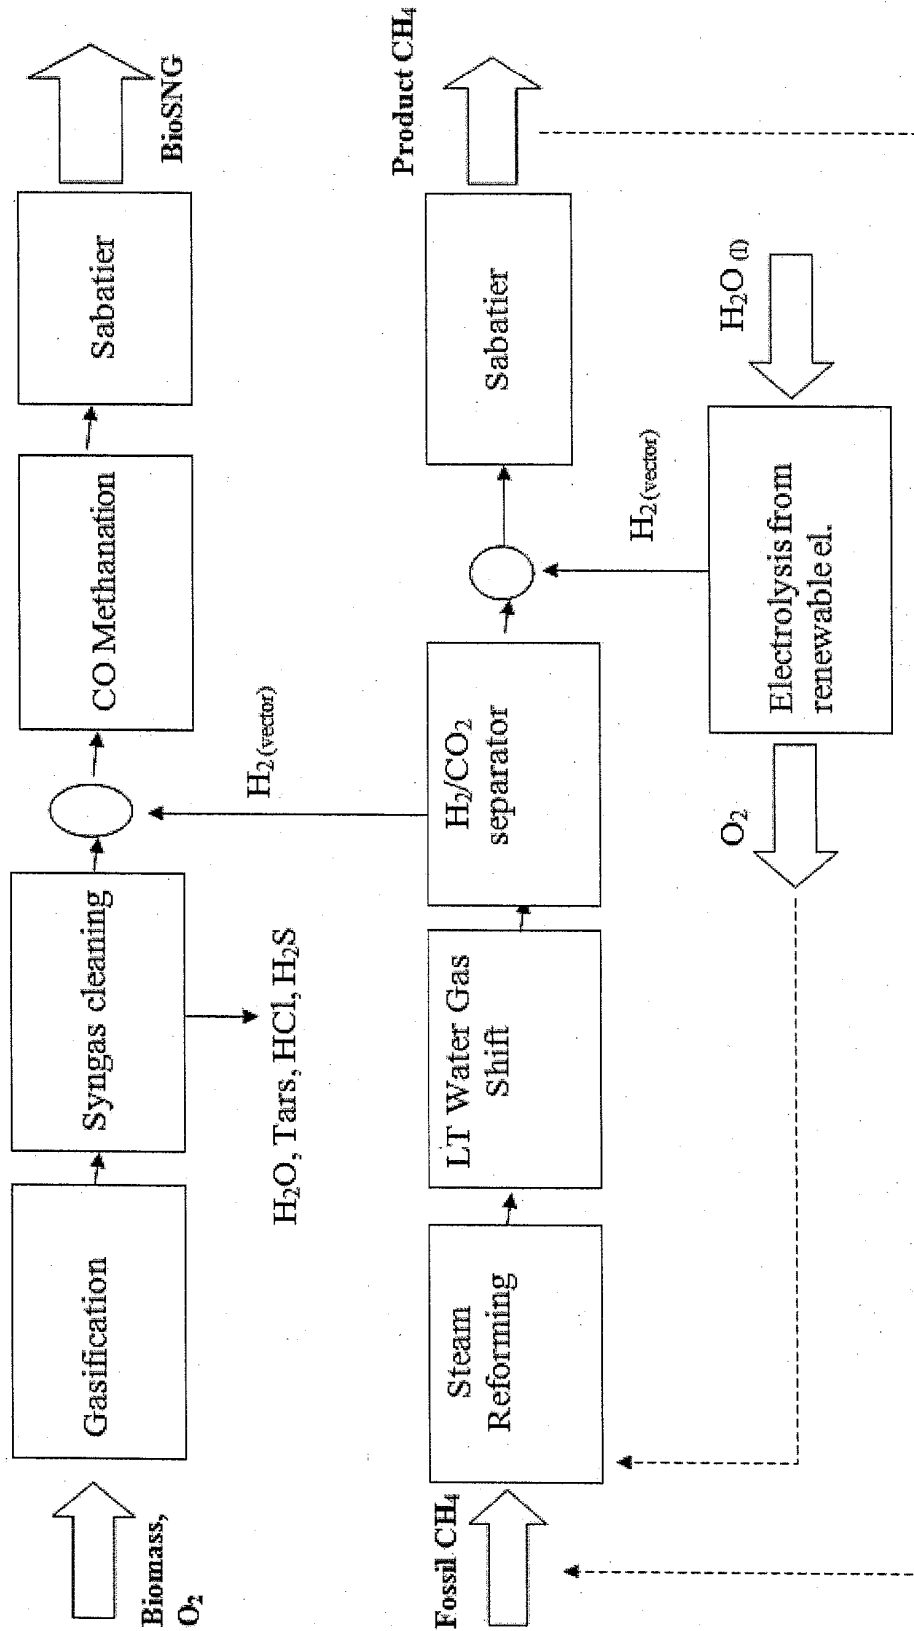 Biomass,
O₂
Gasification
Syngas cleaning
H₂O, Tars, HCl, H₂S
CO Methanation
Sabatier
BioSNG
H₂(vector)
Fossil CH₄
Steam
Reforming
LT Water Gas
Shift
H₂/CO₂
separator
Sabatier
Product CH₄
H₂(vector)
O₂
Electrolysis from
renewable el.
H₂O (l)